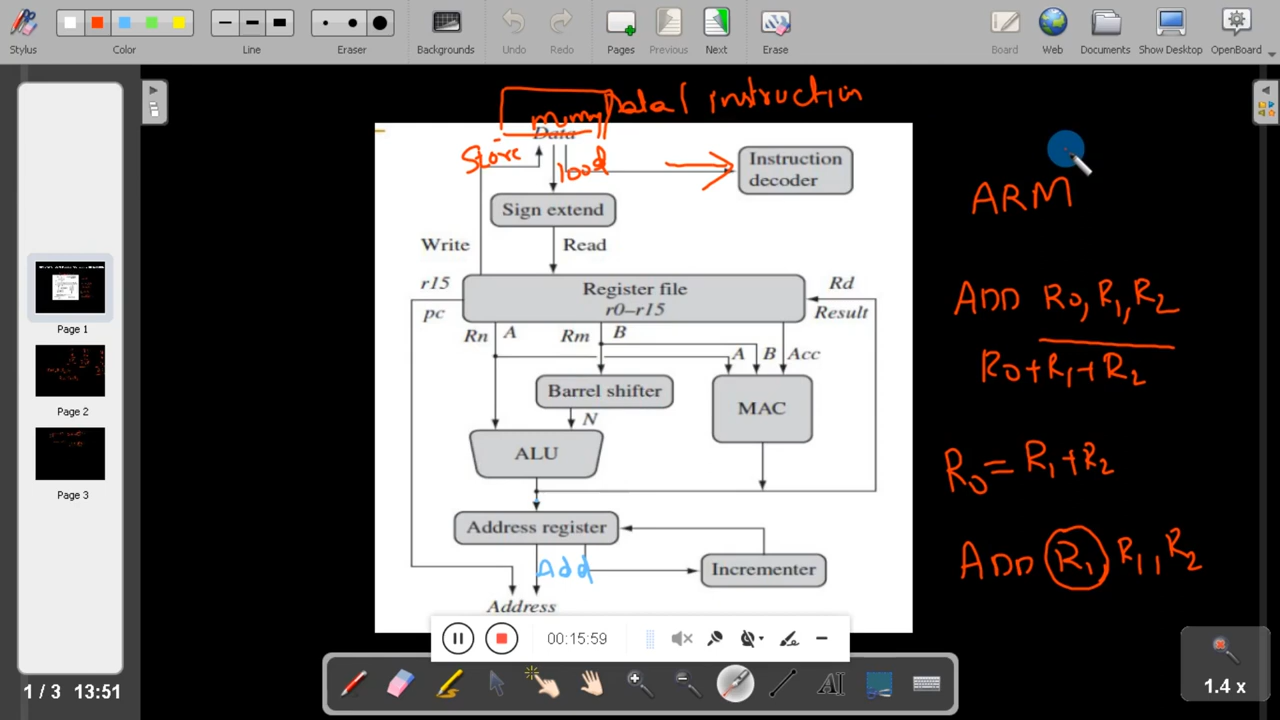 Stylus Color Line Eraser Backgrounds Undo Redo Pages Previous Next Erase Board Web Documents Show Desktop OpenBoard
Data / instruction
Data
Store
load
Instruction
decoder
ARM
Sign extend
Write
Read
r15
pc
Register file
r0–r15
Rd
Result
ADD R0, R1, R2
Rn A Rm B
A B Acc
R0+R1+R2
Barrel shifter
N
MAC
ALU
R0 = R1+R2
Address register
Add
Incrementer
ADD R1 R1, R2
Address
Page 1
Page 2
Page 3
00:15:59
1 / 3 13:51
1.4 x